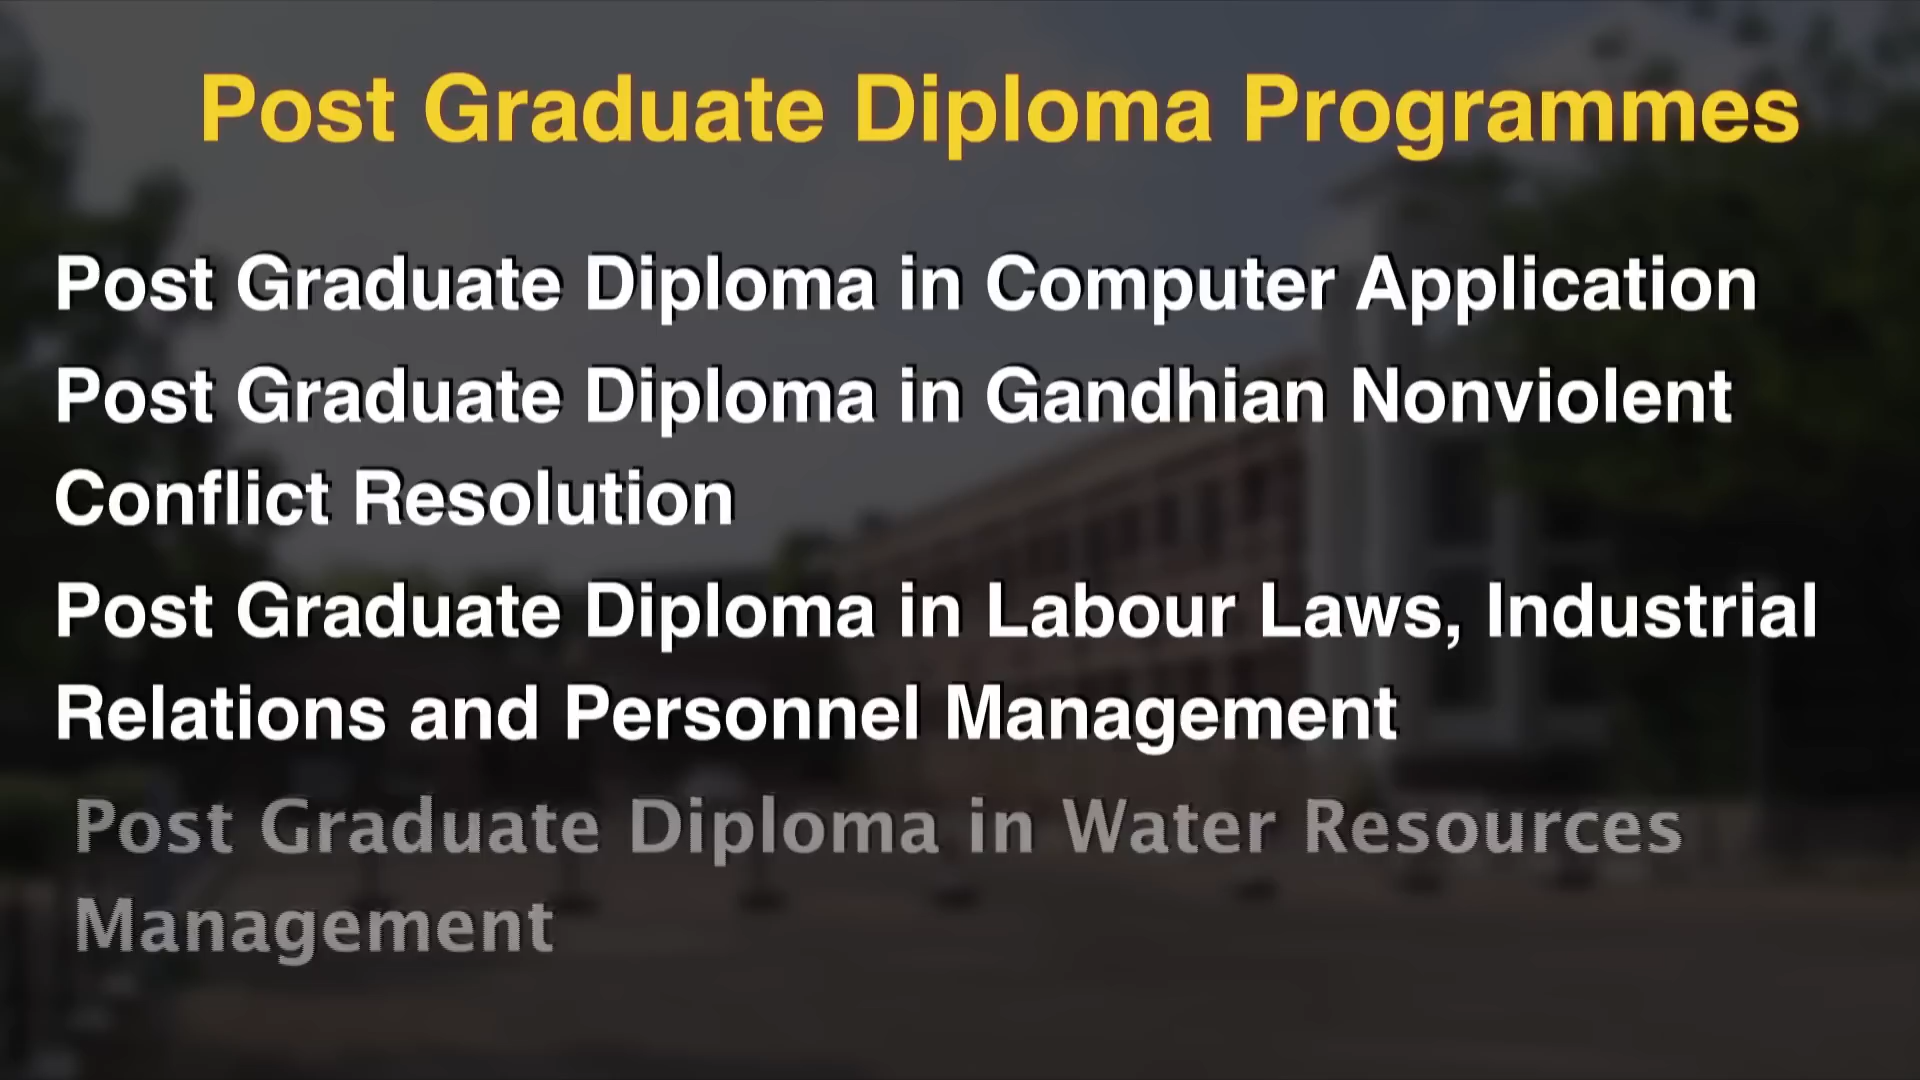 Post Graduate Diploma Programmes
Post Graduate Diploma in Computer Application
Post Graduate Diploma in Gandhian Nonviolent
Conflict Resolution
Post Graduate Diploma in Labour Laws, Industrial
Relations and Personnel Management
Post Graduate Diploma in Water Resources
Management